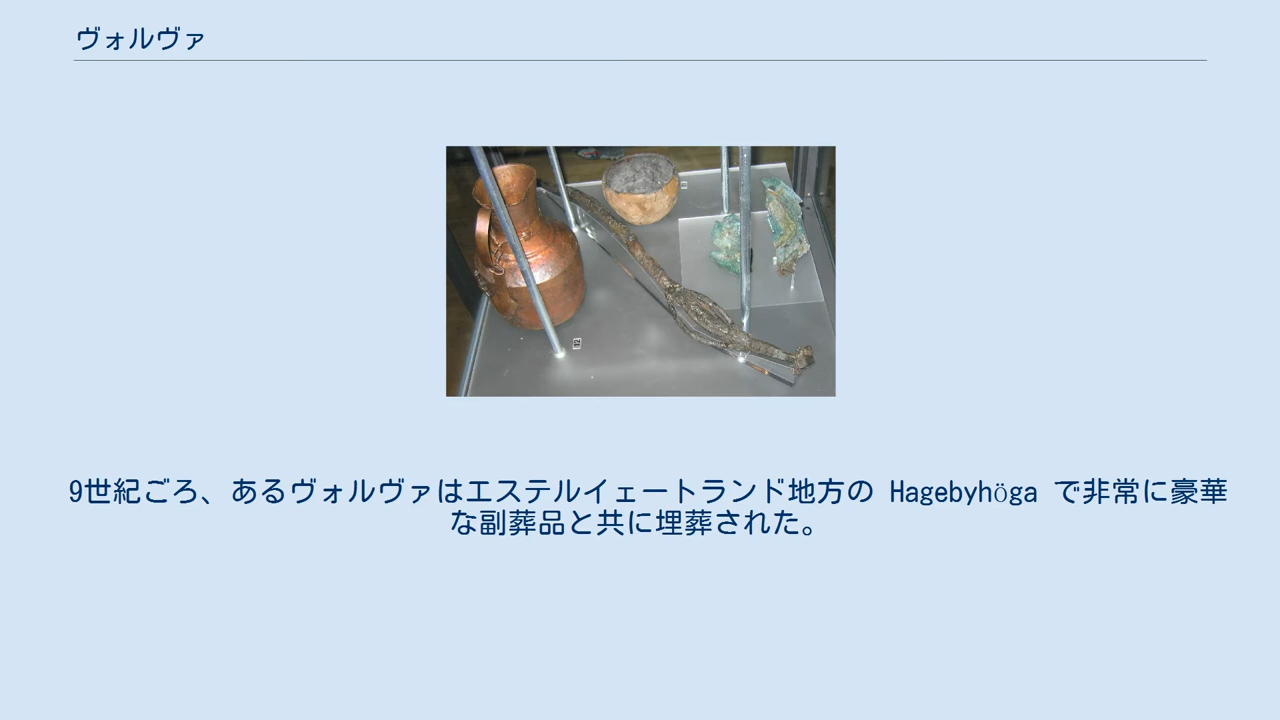 ヴォルヴァ
9世紀ごろ、あるヴォルヴァはエステルイェートランド地方の Hagebyhöga で非常に豪華
な副葬品と共に埋葬された。